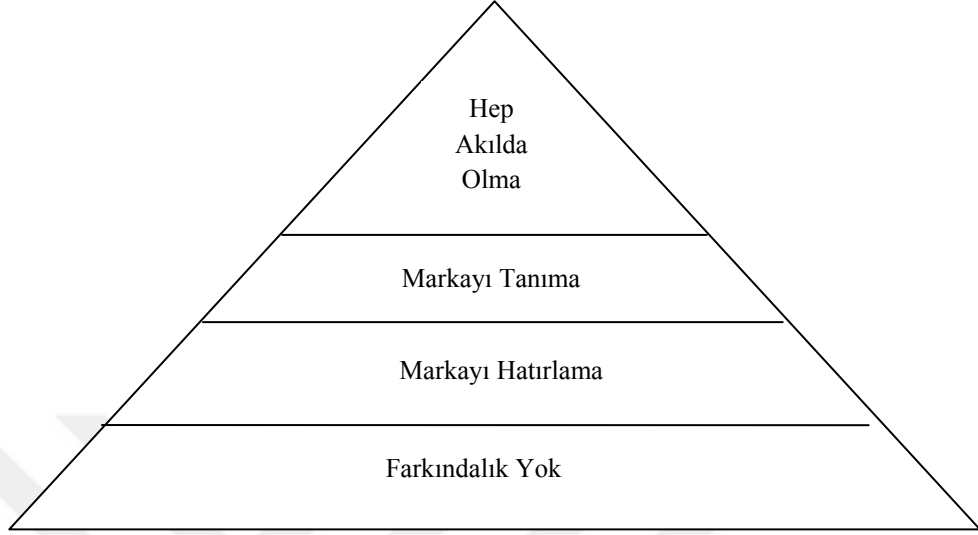 Hep
Akılda
Olma
Markayı Tanıma
Markayı Hatırlama
Farkındalık Yok